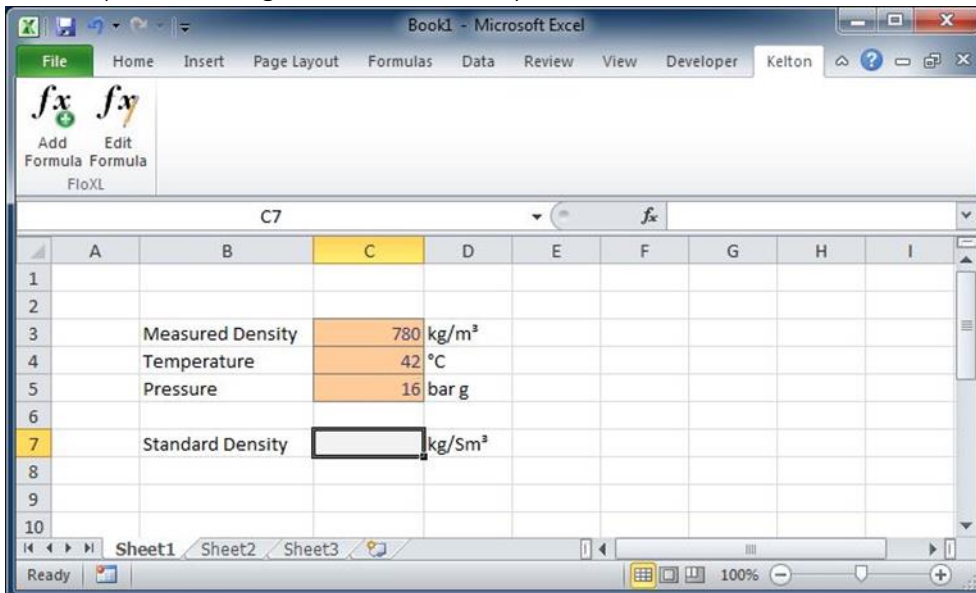 Book1 - Microsoft Excel
File Home Insert Page Layout Formulas Data Review View Developer Kelton
fx fx
Add Edit
Formula Formula
FloXL
C7 fx
A B C D E F G H I
1
2
3 Measured Density 780 kg/m³
4 Temperature 42 °C
5 Pressure 16 bar g
6
7 Standard Density kg/Sm³
8
9
10
Sheet1 Sheet2 Sheet3
Ready 100%